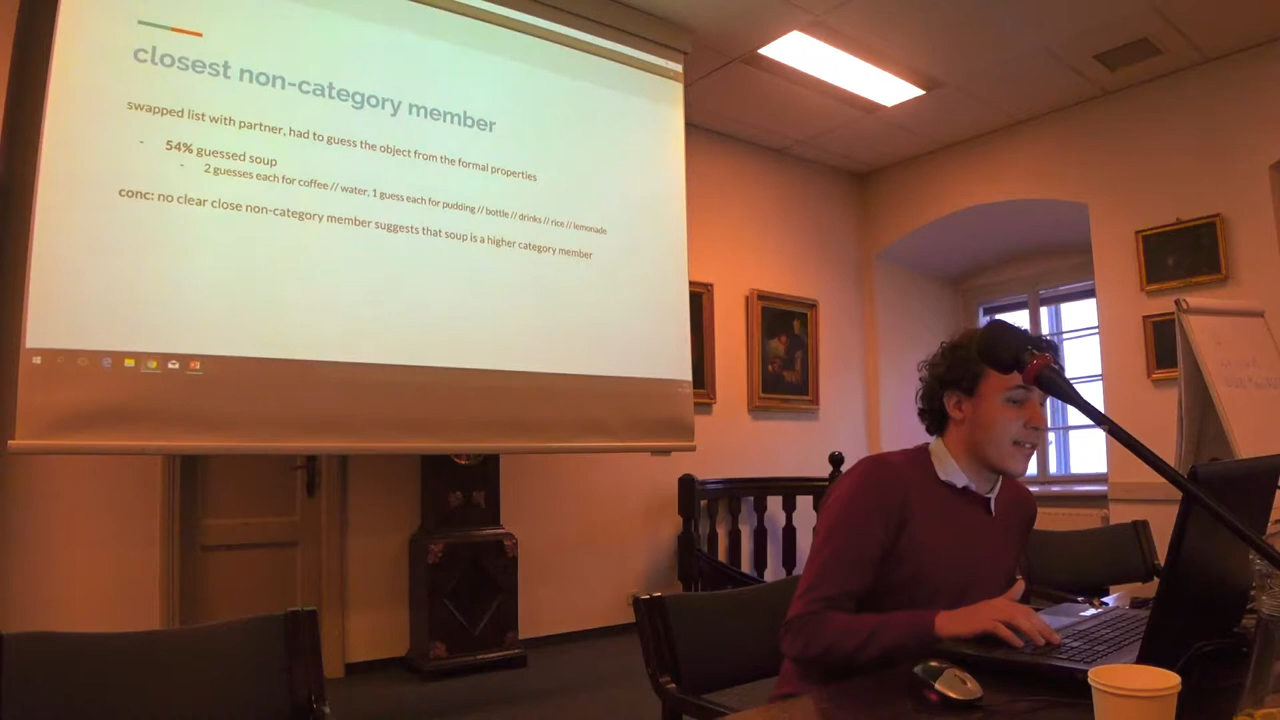 closest non-category member
swapped list with partner, had to guess the object from the formal properties
- 54% guessed soup
- 2 guesses each for coffee // water, 1 guess each for pudding // bottle // drinks // rice // lemonade
conc: no clear close non-category member suggests that soup is a higher category member